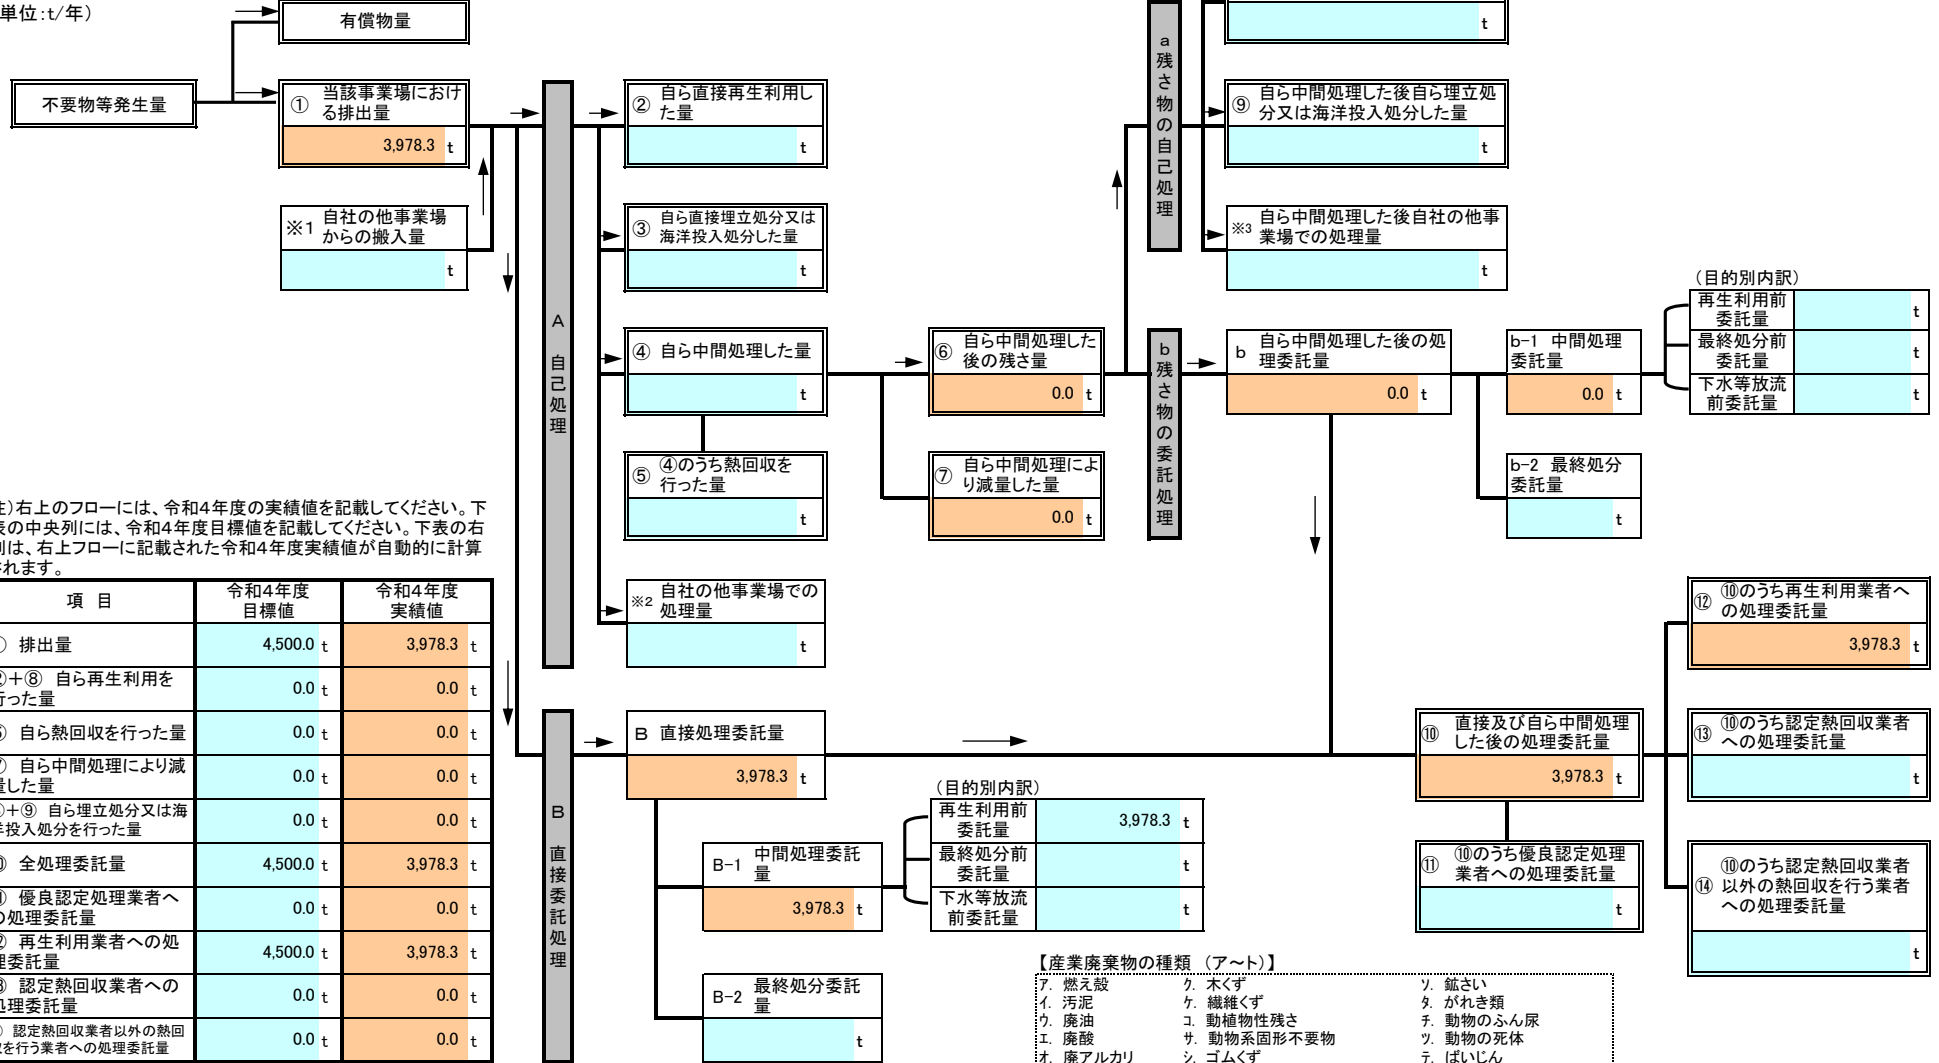 単位:t/年）
有償物量
不要物等発生量
① 当該事業場におけ
る排出量
3,978.3 t
※1 自社の他事業場
からの搬入量
t
A 自己処理
② 自ら直接再生利用し
た量
t
③ 自ら直接埋立処分又は
海洋投入処分した量
t
④ 自ら中間処理した量
t
⑤ ④のうち熱回収を
行った量
t
※2 自社の他事業場での
処理量
t
⑥ 自ら中間処理した
後の残さ量
0.0 t
⑦ 自ら中間処理によ
り減量した量
0.0 t
a 残さ物の自己処理
t
⑨ 自ら中間処理した後自ら埋立処
分又は海洋投入処分した量
t
※3 自ら中間処理した後自社の他事
業場での処理量
t
b 残さ物の委託処理
b 自ら中間処理した後の処
理委託量
0.0 t
b-1 中間処理
委託量
0.0 t
b-2 最終処分
委託量
t
（目的別内訳）
再生利用前
委託量
t
最終処分前
委託量
t
下水等放流
前委託量
t
)右上のフローには、令和4年度の実績値を記載してください。下
の中央列には、令和4年度目標値を記載してください。下表の右
は、右上フローに記載された令和4年度実績値が自動的に計算
れます。
項 目
令和4年度
目標値
令和4年度
実績値
排出量 4,500.0 t 3,978.3 t
+⑧ 自ら再生利用を
った量
0.0 t 0.0 t
自ら熱回収を行った量 0.0 t 0.0 t
自ら中間処理により減
した量
0.0 t 0.0 t
+⑨ 自ら埋立処分又は海
投入処分を行った量
0.0 t 0.0 t
全処理委託量 4,500.0 t 3,978.3 t
優良認定処理業者へ
処理委託量
0.0 t 0.0 t
再生利用業者への処
委託量
4,500.0 t 3,978.3 t
認定熱回収業者への
理委託量
0.0 t 0.0 t
認定熱回収業者以外の熱回
を行う業者への処理委託量
0.0 t 0.0 t
B 直接委託処理
B 直接処理委託量
3,978.3 t
B-1 中間処理委託
量
3,978.3 t
B-2 最終処分委託
量
t
（目的別内訳）
再生利用前
委託量
3,978.3 t
最終処分前
委託量
t
下水等放流
前委託量
t
⑩ 直接及び自ら中間処理
した後の処理委託量
3,978.3 t
⑪ ⑩のうち優良認定処理
業者への処理委託量
t
⑫ ⑩のうち再生利用業者へ
の処理委託量
3,978.3 t
⑬ ⑩のうち認定熱回収業者
への処理委託量
t
⑭ ⑩のうち認定熱回収業者
以外の熱回収を行う業者
への処理委託量
t
【産業廃棄物の種類 （ア～ト）】
ア. 燃え殻 ク. 木くず ソ. 鉱さい
イ. 汚泥 ケ. 繊維くず タ. がれき類
ウ. 廃油 コ. 動植物性残さ チ. 動物のふん尿
エ. 廃酸 サ. 動物系固形不要物 ツ. 動物の死体
オ. 廃アルカリ シ. ゴムくず テ. ばいじん